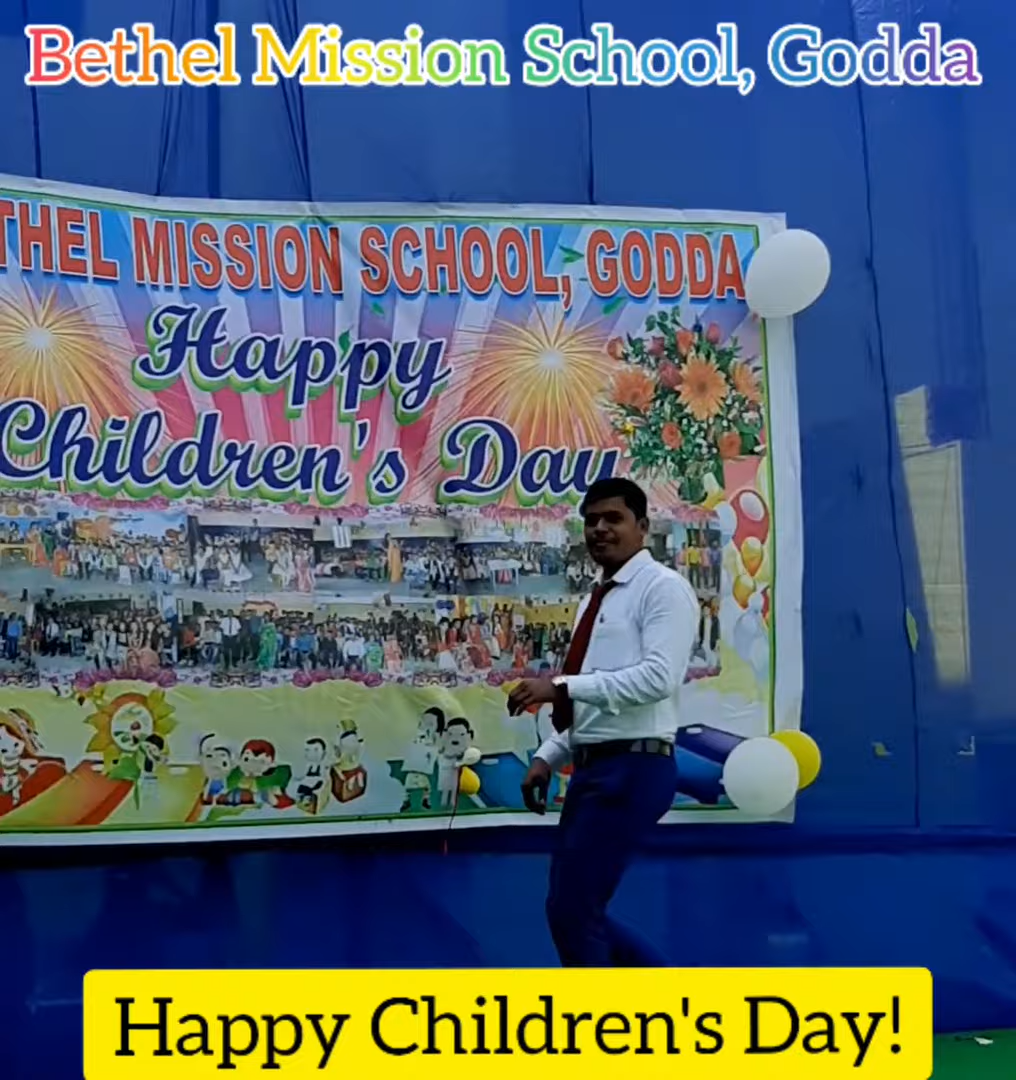 Bethel Mission School, Godda
THEL MISSION SCHOOL, GODDA
Happy
Children's Day
Happy Children's Day!